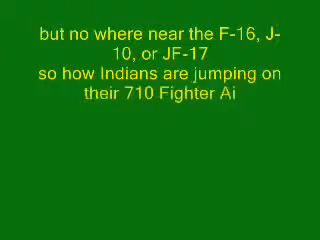 but no where near the F-16, J-
10, or JF-17
so how Indians are jumping on
their 710 Fighter Ai